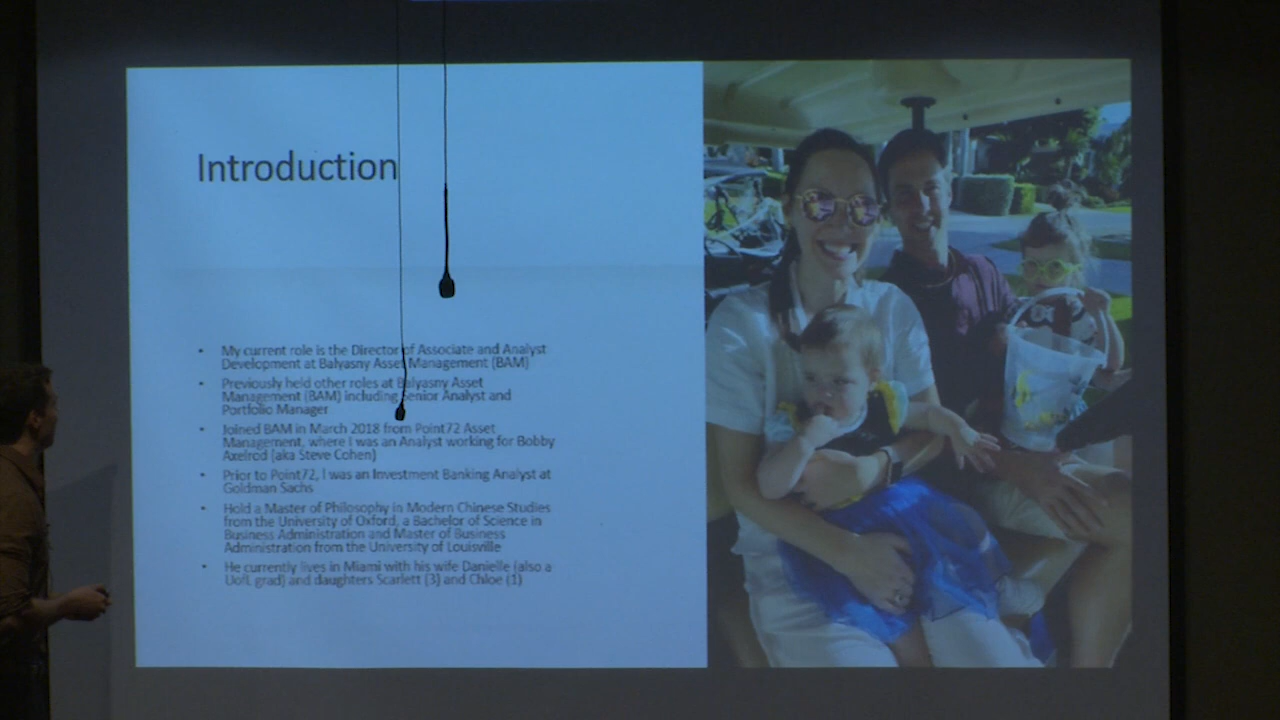 Introduction
• My current role is the Director of Associate and Analyst
Development at Balyasny Asset Management (BAM)
• Previously held other roles at Balyasny Asset
Management (BAM) including Senior Analyst and
Portfolio Manager
• Joined BAM in March 2018 from Point72 Asset
Management, where I was an Analyst working for Bobby
Axelrod (aka Steve Cohen)
• Prior to Point72, I was an Investment Banking Analyst at
Goldman Sachs
• Hold a Master of Philosophy in Modern Chinese Studies
from the University of Oxford, a Bachelor of Science in
Business Administration and Master of Business
Administration from the University of Louisville
• He currently lives in Miami with his wife Danielle (also a
UofL grad) and daughters Scarlett (3) and Chloe (1)